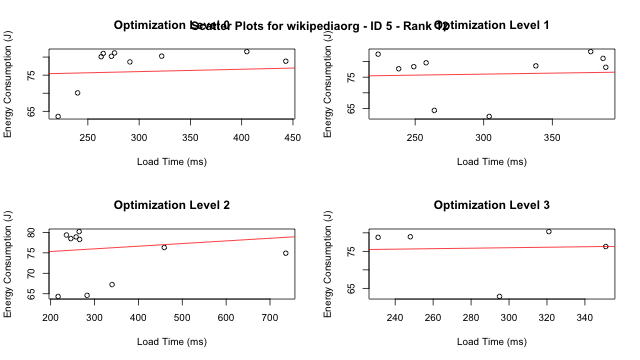 Scatter Plots for wikipediaorg - ID 5 - Rank 12
Optimization Level 0
Optimization Level 1
Energy Consumption (J)
65
75
250
300
350
400
450
Load Time (ms)
Energy Consumption (J)
65
75
250
300
350
Load Time (ms)
Optimization Level 2
Optimization Level 3
Energy Consumption (J)
65
70
75
80
200
300
400
500
600
700
Load Time (ms)
Energy Consumption (J)
65
75
240
260
280
300
320
340
Load Time (ms)